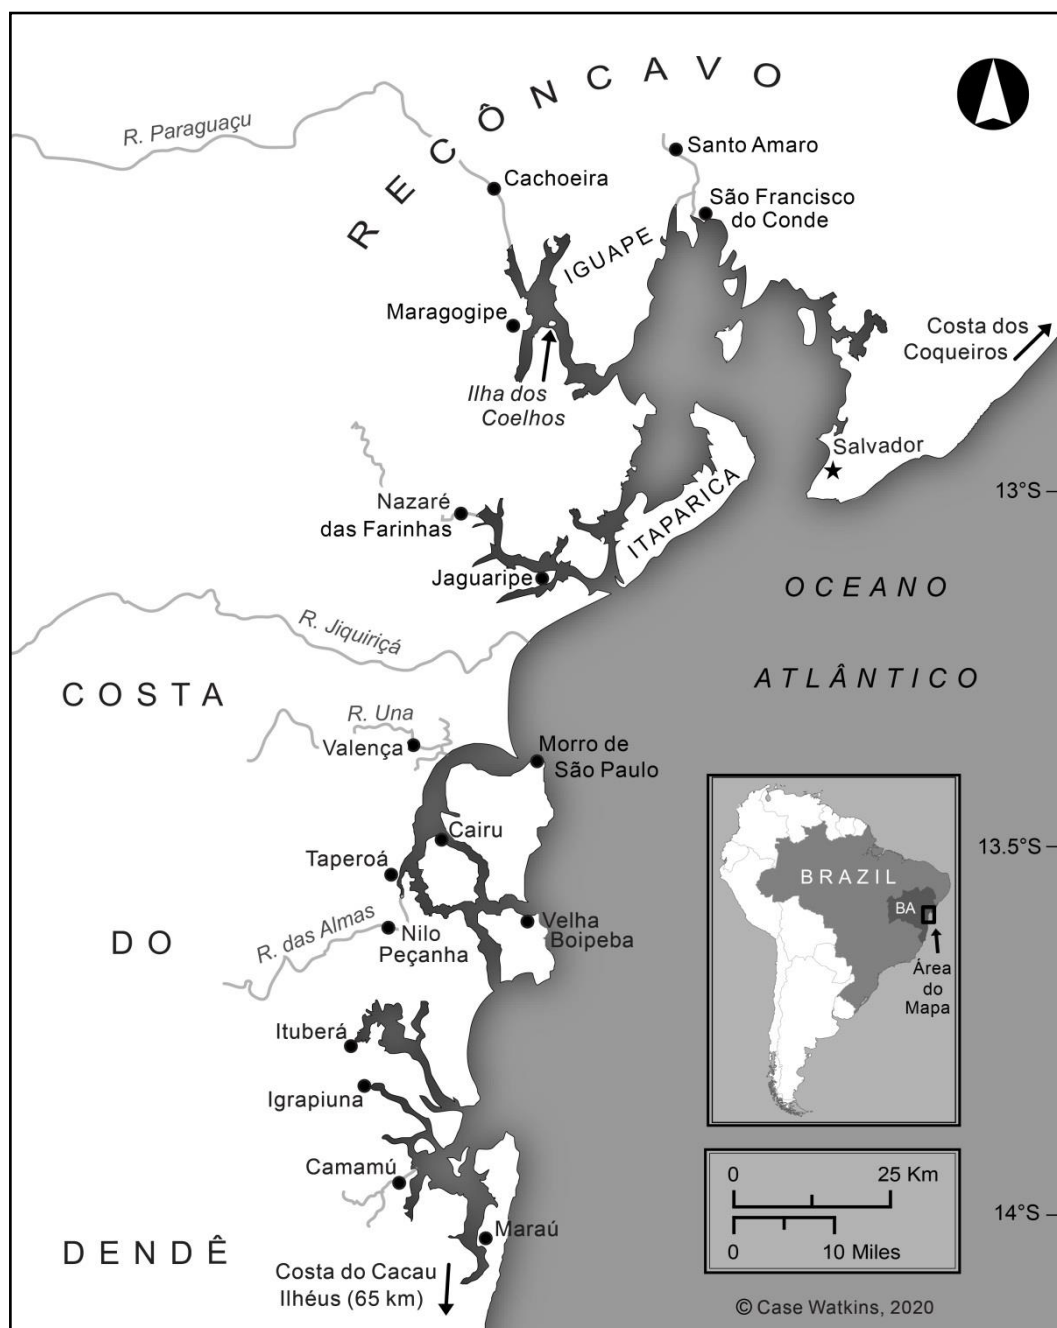 RECÔNCAVO
R. Paraguaçu
Santo Amaro
Cachoeira
São Francisco
do Conde
IGUAPE
Maragogipe
Costa dos
Coqueiros
Ilha dos
Coelhos
Salvador
ITAPARICA
13°S
Nazaré
das Farinhas
Jaguaripe
OCEANO
ATLÂNTICO
R. Jiquiriçá
COSTA
R. Una
Valença
Morro de
São Paulo
Cairu
13.5°S
Taperoá
BRAZIL
BA
Área
do
Mapa
R. das Almas
Velha
Boipeba
DO
Nilo
Peçanha
Ituberá
Igrapiuna
Camamú
0 25 Km
14°S
Maraú
0 10 Miles
DENDÊ
Costa do Cacau
Ilhéus (65 km)
© Case Watkins, 2020